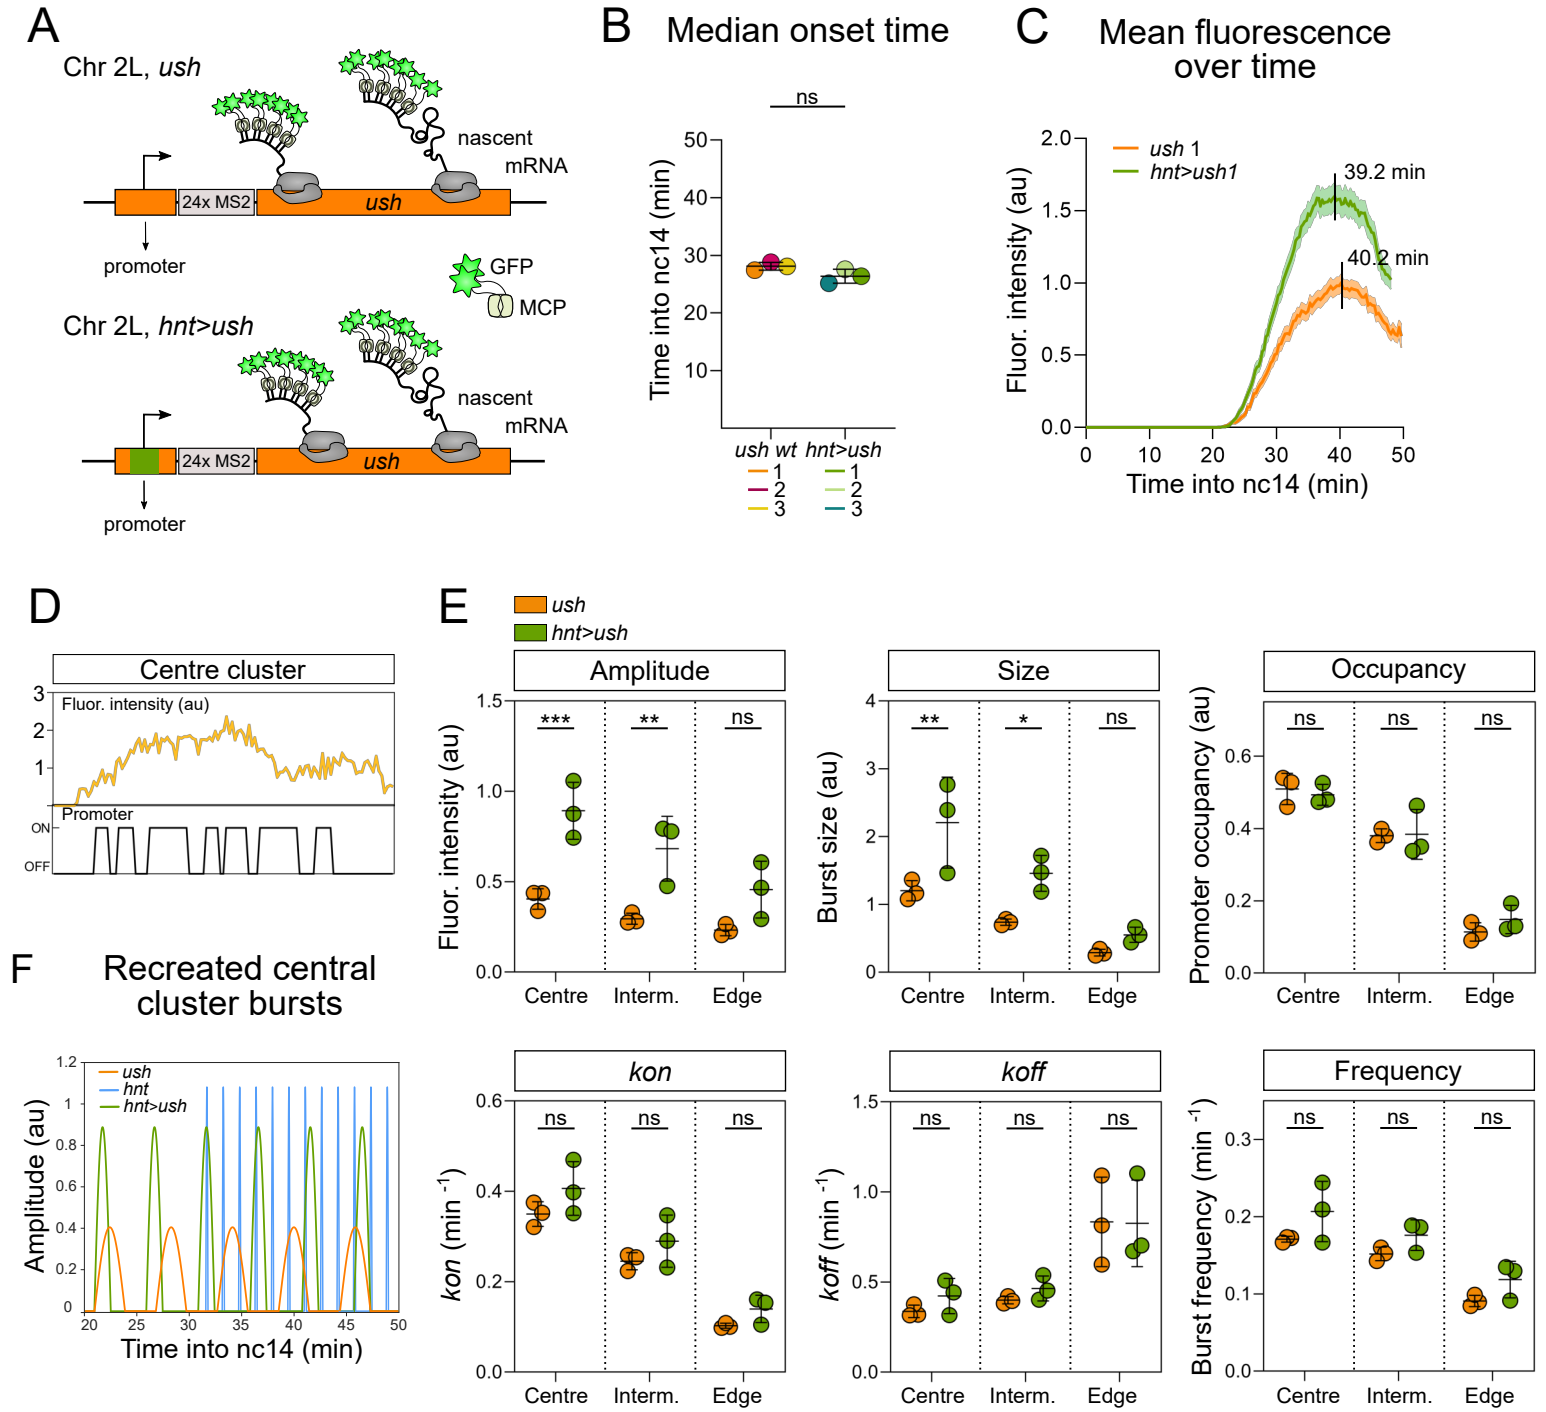 A
Chr 2L, ush
nascent
mRNA
24x MS2
ush
promoter
GFP
MCP
Chr 2L, hnt>ush
nascent
mRNA
24x MS2
ush
promoter
B
Median onset time
ns
50
40
30
20
10
Time into nc14 (min)
ush wt
hnt>ush
1
2
3
1
2
3
C
Mean fluorescence
over time
2.0
1.5
1.0
0.5
0.0
Fluor. intensity (au)
ush 1
hnt>ush1
39.2 min
40.2 min
0 10 20 30 40 50
Time into nc14 (min)
D
Centre cluster
3
2
1
Fluor. intensity (au)
Promoter
ON
OFF
E
ush
hnt>ush
Amplitude
1.5
1.0
0.5
0.0
Fluor. intensity (au)
*** ** ns
Centre Interm. Edge
Size
4
3
2
1
0
Burst size (au)
** * ns
Centre Interm. Edge
Occupancy
0.6
0.4
0.2
0.0
Promoter occupancy (au)
ns ns ns
Centre Interm. Edge
F
Recreated central
cluster bursts
1.2
1
0.8
0.6
0.4
0.2
0
Amplitude (au)
ush
hnt
hnt>ush
20 25 30 35 40 45 50
Time into nc14 (min)
kon
0.6
0.4
0.2
0.0
kon (min -1)
ns ns ns
Centre Interm. Edge
koff
1.5
1.0
0.5
0.0
koff (min -1)
ns ns ns
Centre Interm. Edge
Frequency
0.3
0.2
0.1
0.0
Burst frequency (min -1)
ns ns ns
Centre Interm. Edge